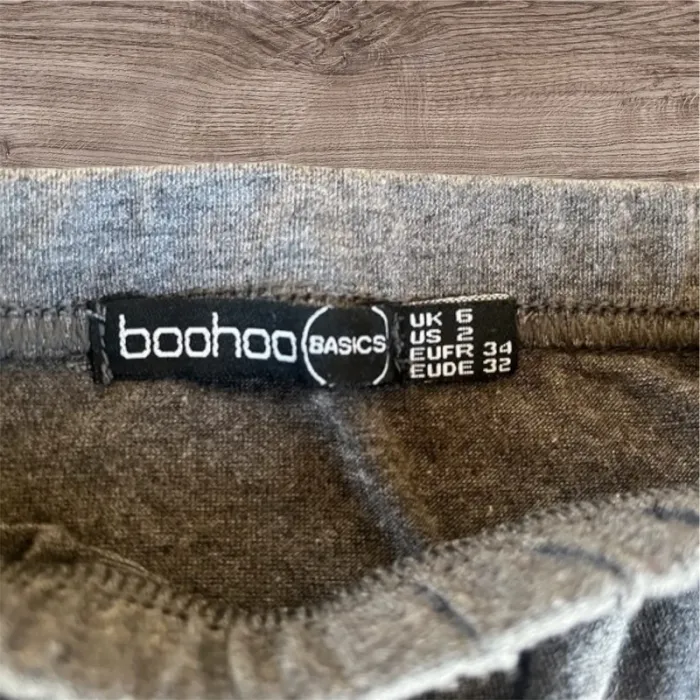 boohoo BASICS
UK 6
US 2
EUFR 34
EUDE 32